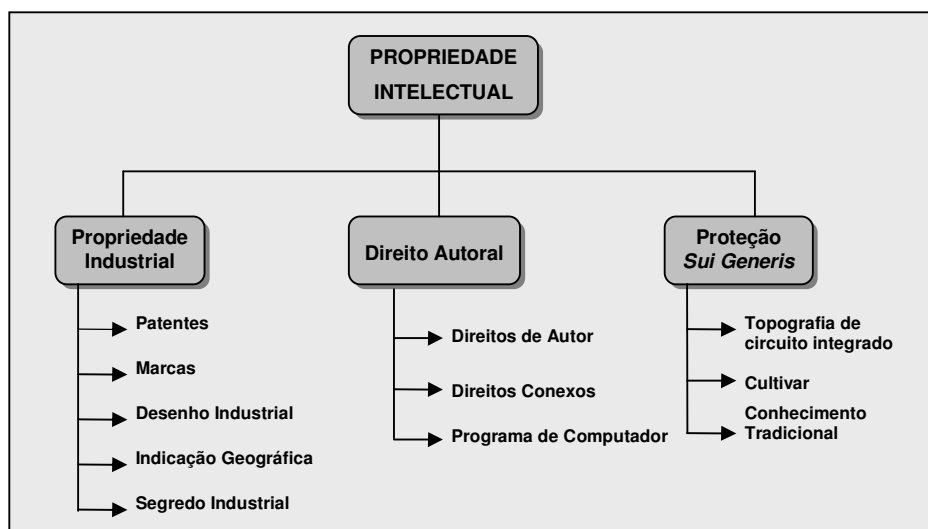 PROPRIEDADE
INTELECTUAL
Propriedade
Industrial
Patentes
Marcas
Desenho Industrial
Indicação Geográfica
Segredo Industrial
Direito Autoral
Direitos de Autor
Direitos Conexos
Programa de Computador
Proteção
Sui Generis
Topografia de
circuito integrado
Cultivar
Conhecimento
Tradicional